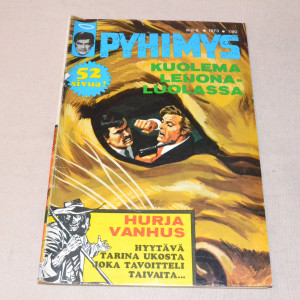 PYHIMYS
52
sivua!
KUOLEMA
LEIJONA-
LUOLASSA
HURJA
VANHUS
HYYTÄVÄ
TARINA UKOSTA
JOKA TAVOITTELI
TAIVAITA...